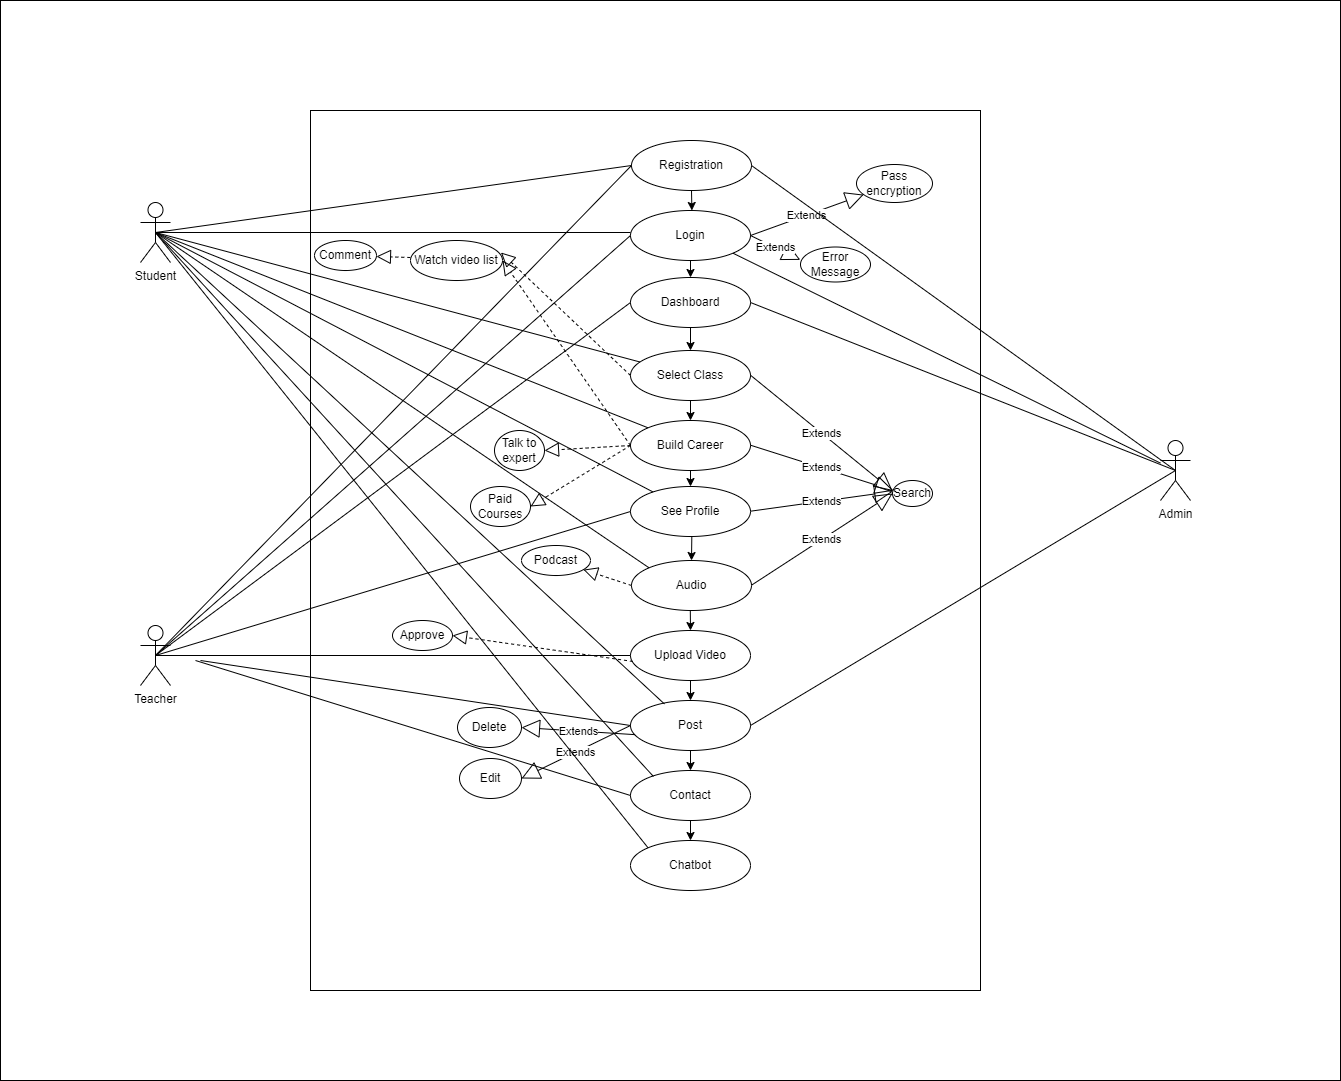 Registration
Pass
encryption
Extends
Login
Extends
Comment
Watch video list
Error
Message
Student
Dashboard
Select Class
Extends
Talk to
expert
Build Career
Extends
Search
Paid
Courses
See Profile
Extends
Admin
Extends
Podcast
Audio
Approve
Upload Video
Teacher
Delete
Extends
Post
Extends
Edit
Contact
Chatbot